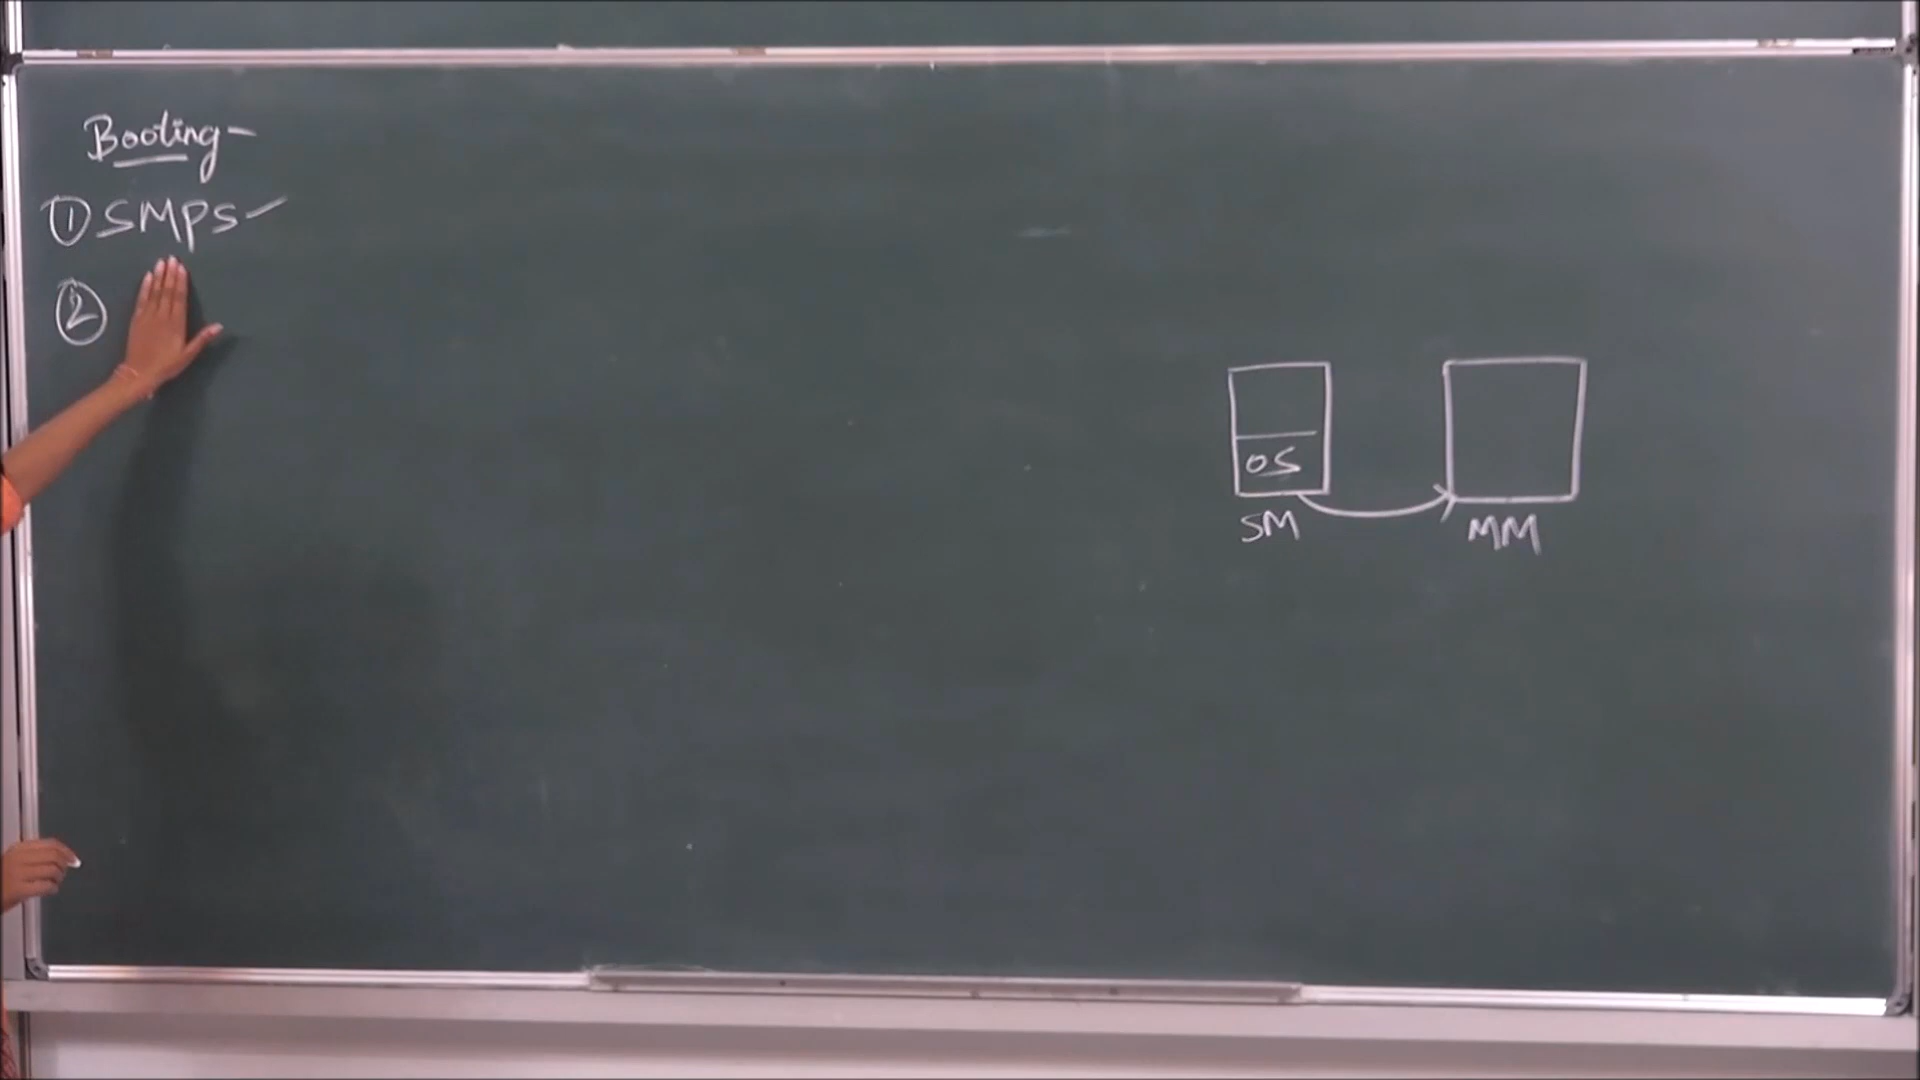 Booting -
① SMPS -
②
OS
SM
MM